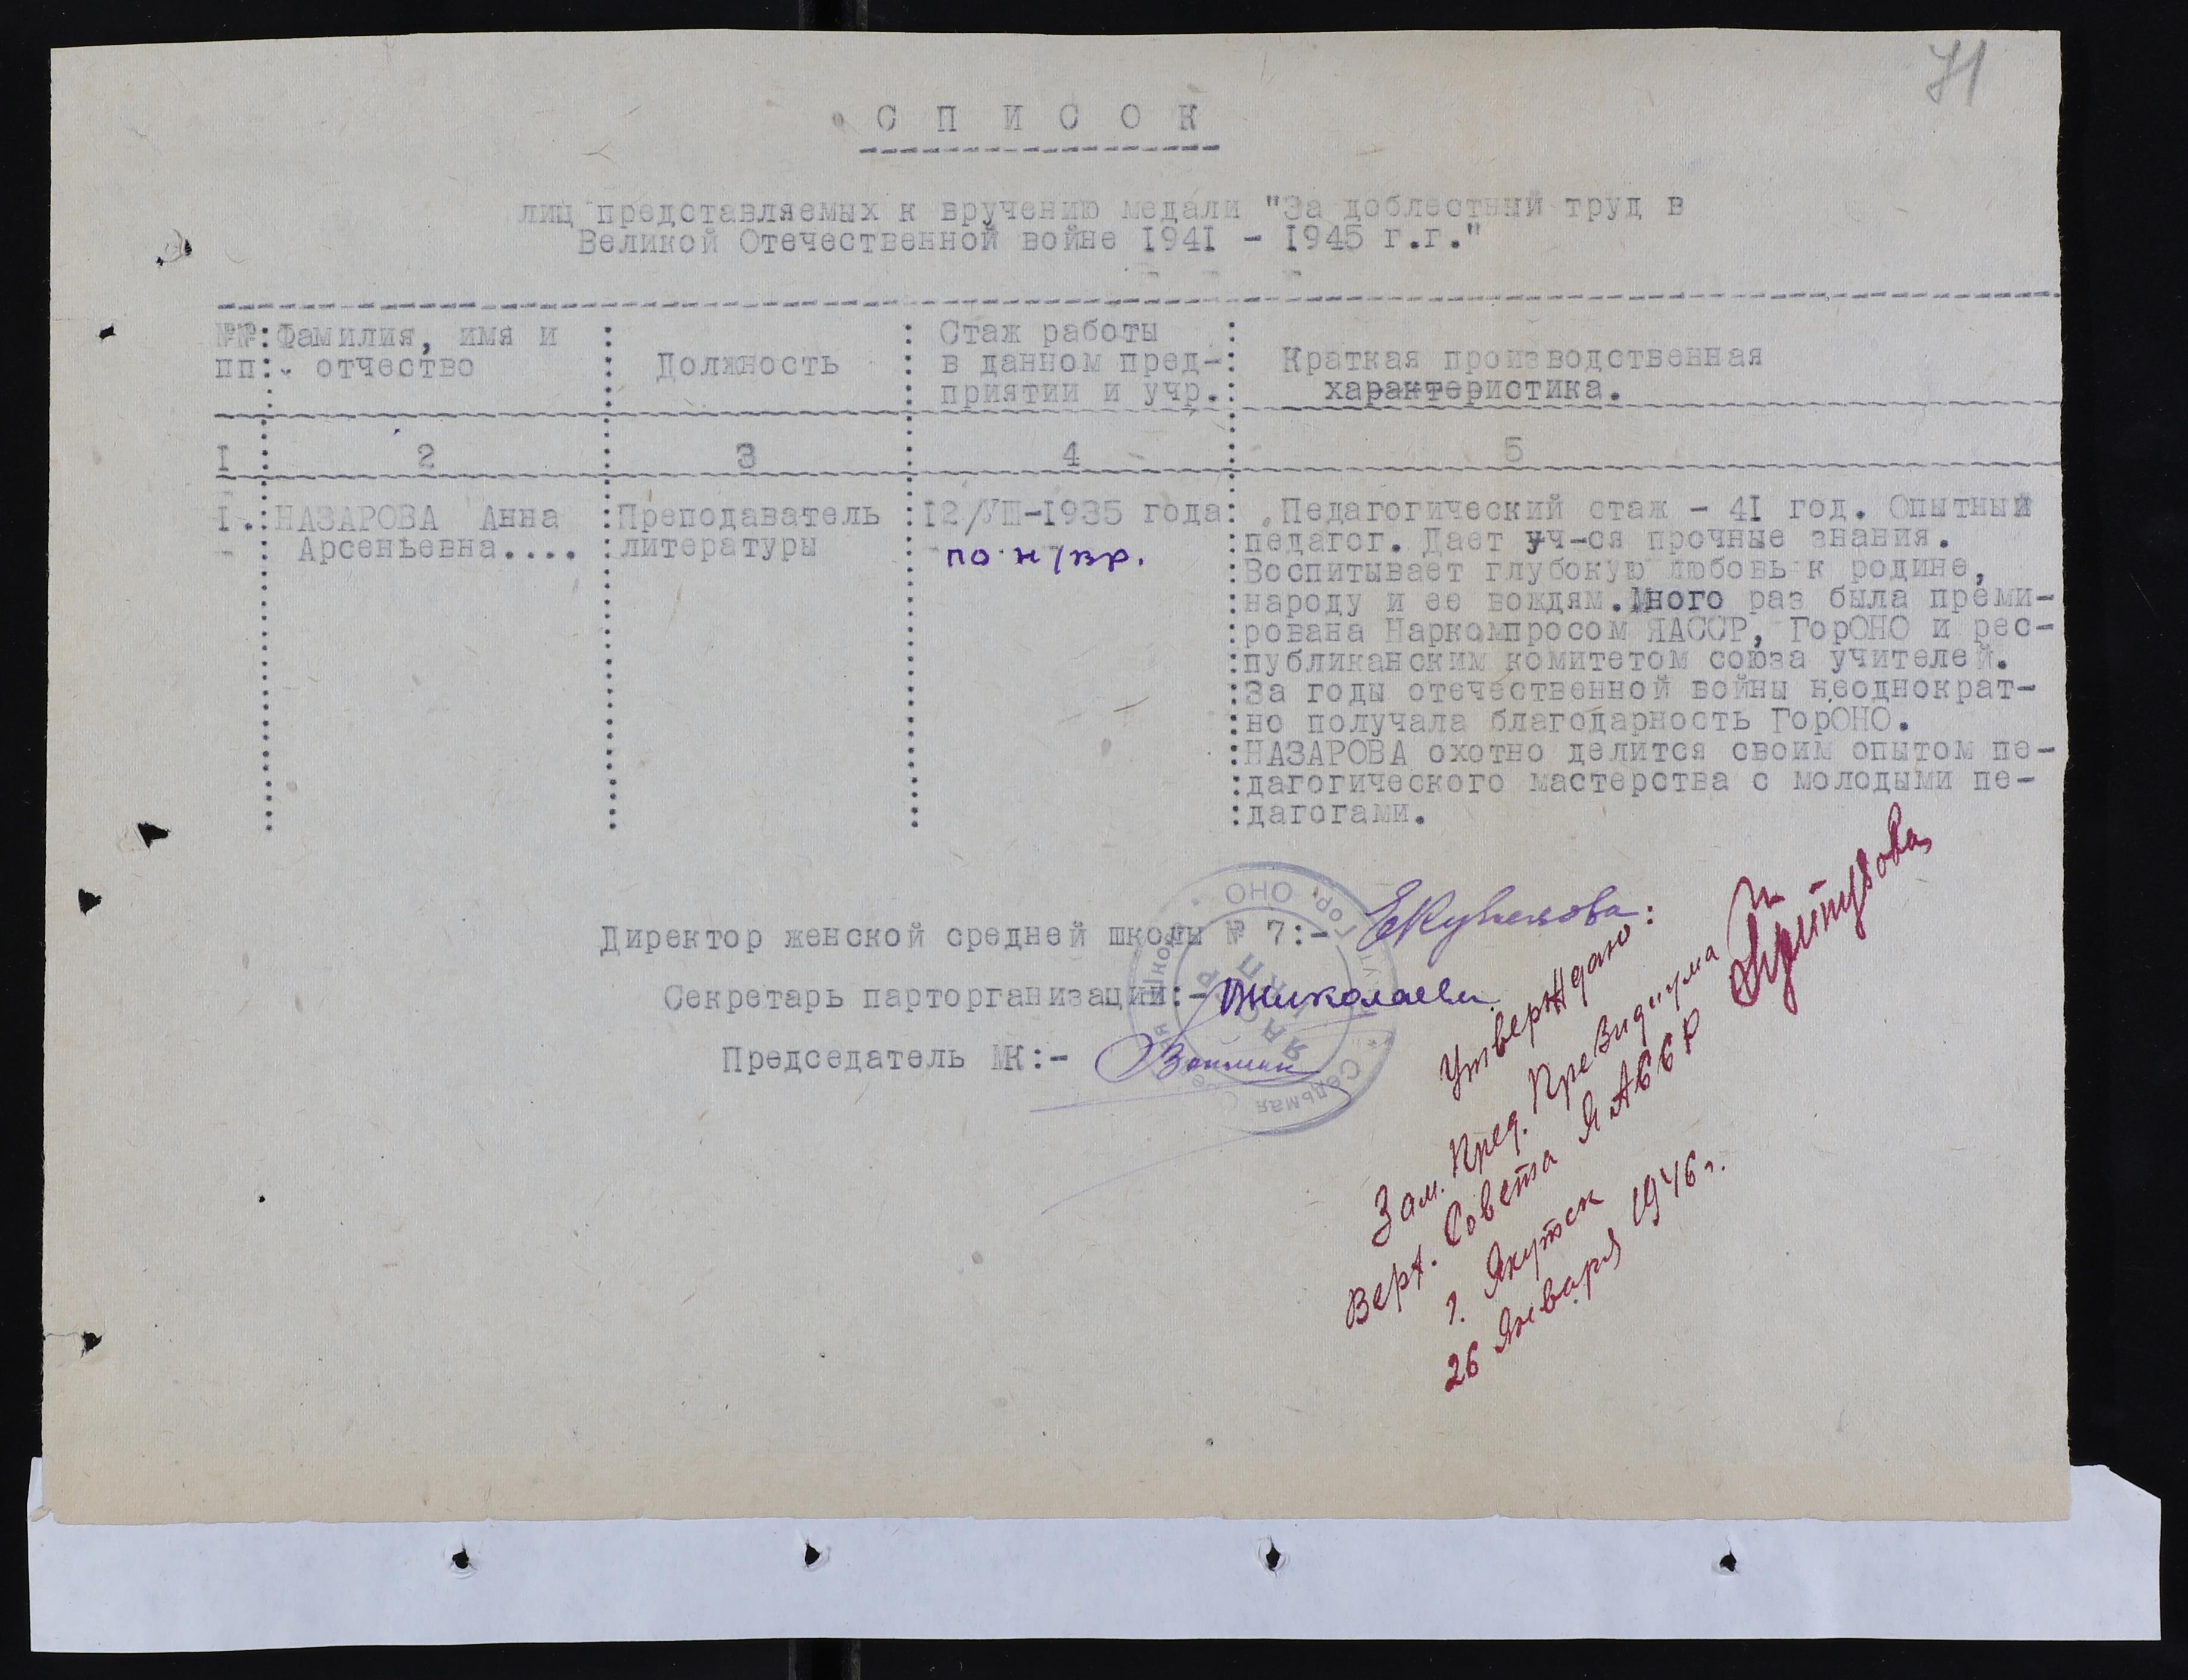 71
СПИСОК
лиц представляемых к вручению медали "За доблестный труд в
Великой Отечественной войне 1941 - 1945 г.г."
№№ пп
Фамилия, имя и
отчество
Должность
Стаж работы
в данном пред-
приятии и учр.
Краткая производственная
характеристика.
I 2 3 4 5
I. НАЗАРОВА Анна
Арсеньевна....
Преподаватель
литературы
12/УШ-1935 года
по н/вр.
Педагогический стаж - 41 год. Опытный
педагог. Дает уч-ся прочные знания.
Воспитывает глубокую любовь к родине,
народу и ее вождям. Много раз была преми-
рована Наркомпросом ЯАССР, ГорОНО и рес-
публиканским комитетом союза учителей.
За годы отечественной войны неоднократ-
но получала благодарность ГорОНО.
НАЗАРОВА охотно делится своим опытом пе-
дагогического мастерства с молодыми пе-
дагогами.
Директор женской средней школы № 7:-
Секретарь парторганизации:- Николаева
Председатель МК:-
Утверждаю:
Зам. Пред. Президиума
Верх. Совета ЯАССР
г. Якутск
26 января 1946 г.